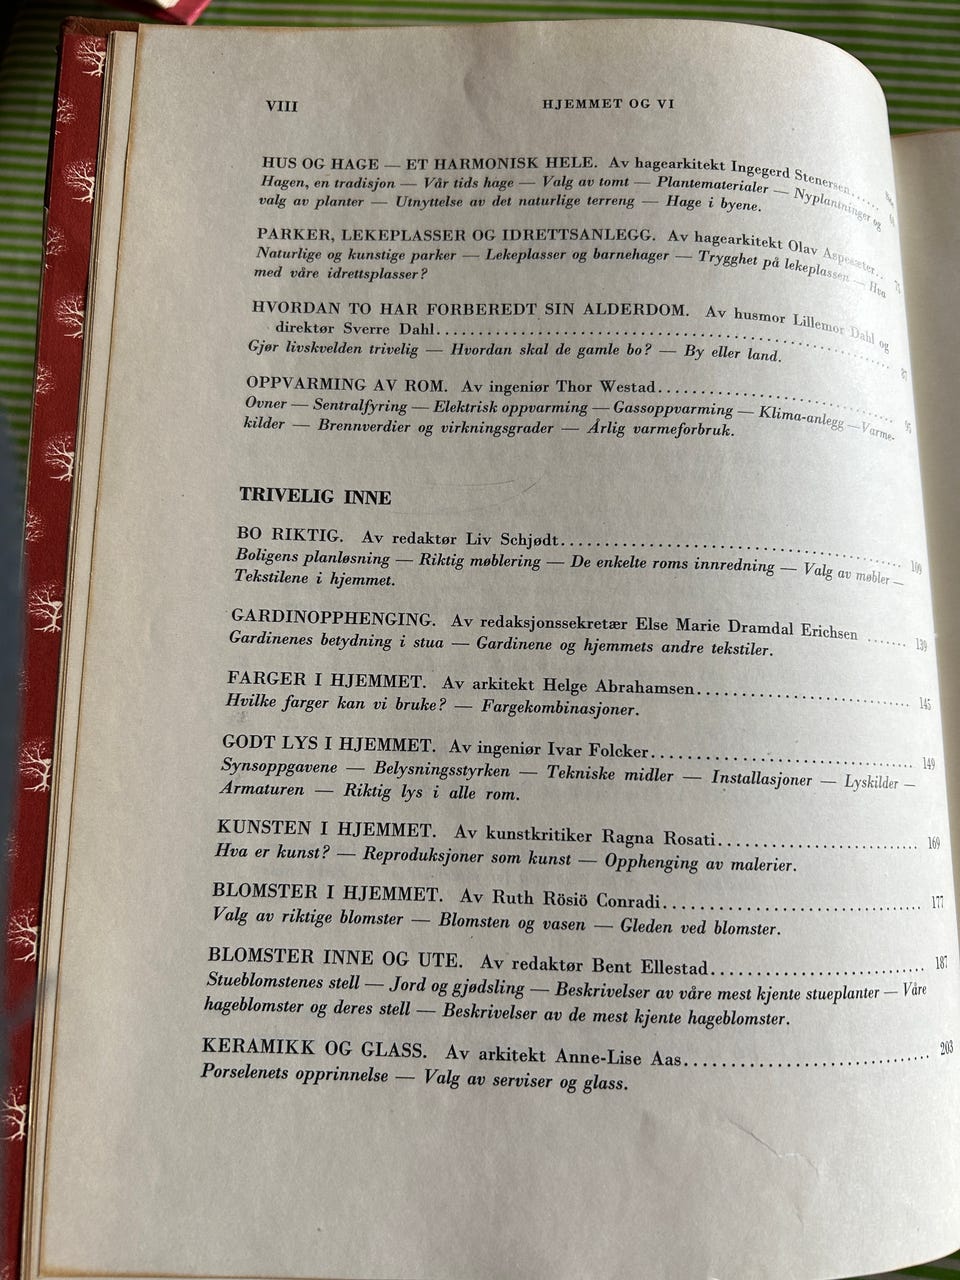 VIII
HJEMMET OG VI
HUS OG HAGE — ET HARMONISK HELE. Av hagearkitekt Ingegerd Stenersen......
Hagen, en tradisjon — Vår tids hage — Valg av tomt — Plantematerialer — Nyplantninger og
valg av planter — Utnyttelse av det naturlige terreng — Hage i byene.
PARKER, LEKEPLASSER OG IDRETTSANLEGG. Av hagearkitekt Olav Aspesæter..
Naturlige og kunstige parker — Lekeplasser og barnehager — Trygghet på lekeplassen — Hva
med våre idrettsplasser?
HVORDAN TO HAR FORBEREDT SIN ALDERDOM. Av husmor Lillemor Dahl og
direktør Sverre Dahl.......... 87
Gjør livskvelden trivelig — Hvordan skal de gamle bo? — By eller land.
OPPVARMING AV ROM. Av ingeniør Thor Westad.......... 95
Ovner — Sentralfyring — Elektrisk oppvarming — Gassoppvarming — Klima-anlegg — Varme-
kilder — Brennverdier og virkningsgrader — Årlig varmeforbruk.
TRIVELIG INNE
BO RIKTIG. Av redaktør Liv Schjødt.......... 109
Boligens planløsning — Riktig møblering — De enkelte roms innredning — Valg av møbler —
Tekstilene i hjemmet.
GARDINOPPHENGING. Av redaksjonssekretær Else Marie Dramdal Erichsen ....... 139
Gardinenes betydning i stua — Gardinene og hjemmets andre tekstiler.
FARGER I HJEMMET. Av arkitekt Helge Abrahamsen.......... 145
Hvilke farger kan vi bruke? — Fargekombinasjoner.
GODT LYS I HJEMMET. Av ingeniør Ivar Folcker.......... 149
Synsoppgavene — Belysningsstyrken — Tekniske midler — Installasjoner — Lyskilder —
Armaturen — Riktig lys i alle rom.
KUNSTEN I HJEMMET. Av kunstkritiker Ragna Rosati.......... 169
Hva er kunst? — Reproduksjoner som kunst — Opphenging av malerier.
BLOMSTER I HJEMMET. Av Ruth Rösiö Conradi.......... 177
Valg av riktige blomster — Blomsten og vasen — Gleden ved blomster.
BLOMSTER INNE OG UTE. Av redaktør Bent Ellestad.......... 187
Stueblomstenes stell — Jord og gjødsling — Beskrivelser av våre mest kjente stueplanter — Våre
hageblomster og deres stell — Beskrivelser av de mest kjente hageblomster.
KERAMIKK OG GLASS. Av arkitekt Anne-Lise Aas.......... 203
Porselenets opprinnelse — Valg av serviser og glass.